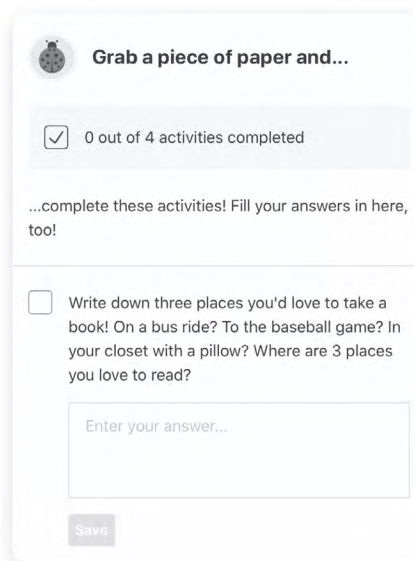 Grab a piece of paper and...
0 out of 4 activities completed
...complete these activities! Fill your answers in here,
too!
Write down three places you'd love to take a
book! On a bus ride? To the baseball game? In
your closet with a pillow? Where are 3 places
you love to read?
Enter your answer...
Save